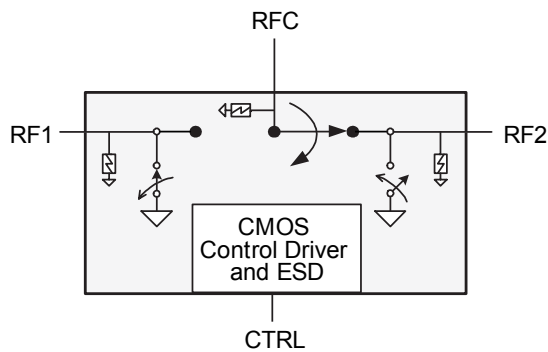 RFC
RF1
RF2
CMOS
Control Driver
and ESD
CTRL